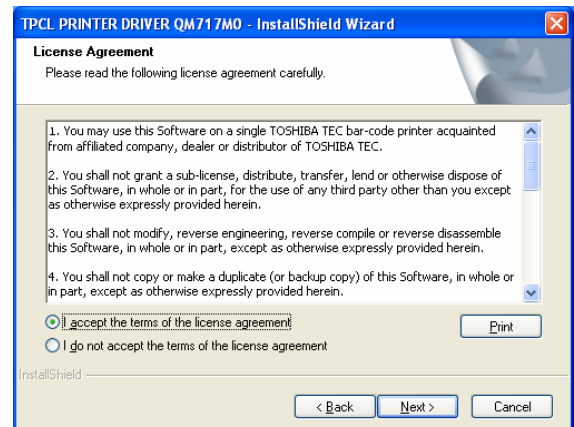 TPCL PRINTER DRIVER QM717M0 - InstallShield Wizard
License Agreement
Please read the following license agreement carefully.
1. You may use this Software on a single TOSHIBA TEC bar-code printer acquainted
from affiliated company, dealer or distributor of TOSHIBA TEC.
2. You shall not grant a sub-license, distribute, transfer, lend or otherwise dispose of
this Software, in whole or in part, for the use of any third party other than you except
as otherwise expressly provided herein.
3. You shall not modify, reverse engineering, reverse compile or reverse disassemble
this Software, in whole or in part, except as otherwise expressly provided herein.
4. You shall not copy or make a duplicate (or backup copy) of this Software, in whole or
in part, except as otherwise expressly provided herein.
I accept the terms of the license agreement
Print
I do not accept the terms of the license agreement
InstallShield
< Back
Next >
Cancel